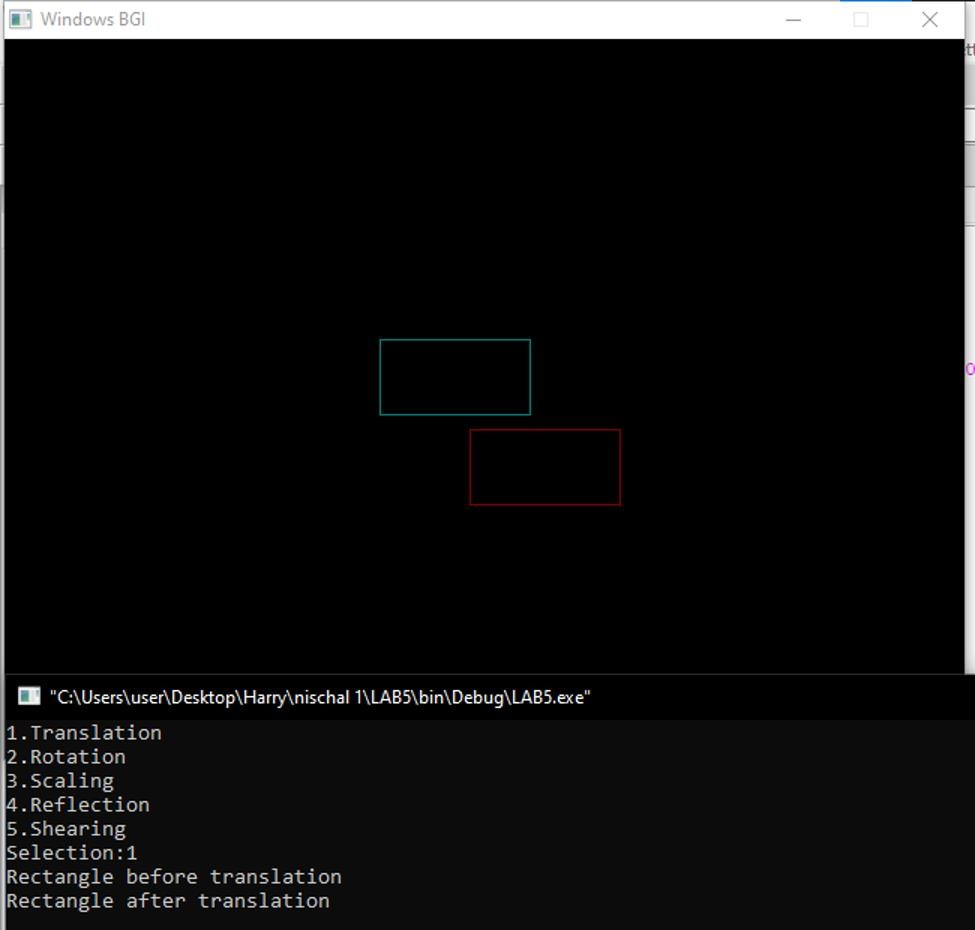 Windows BGI
"C:\Users\user\Desktop\Harry\nischal 1\LAB5\bin\Debug\LAB5.exe"
1.Translation
2.Rotation
3.Scaling
4.Reflection
5.Shearing
Selection:1
Rectangle before translation
Rectangle after translation